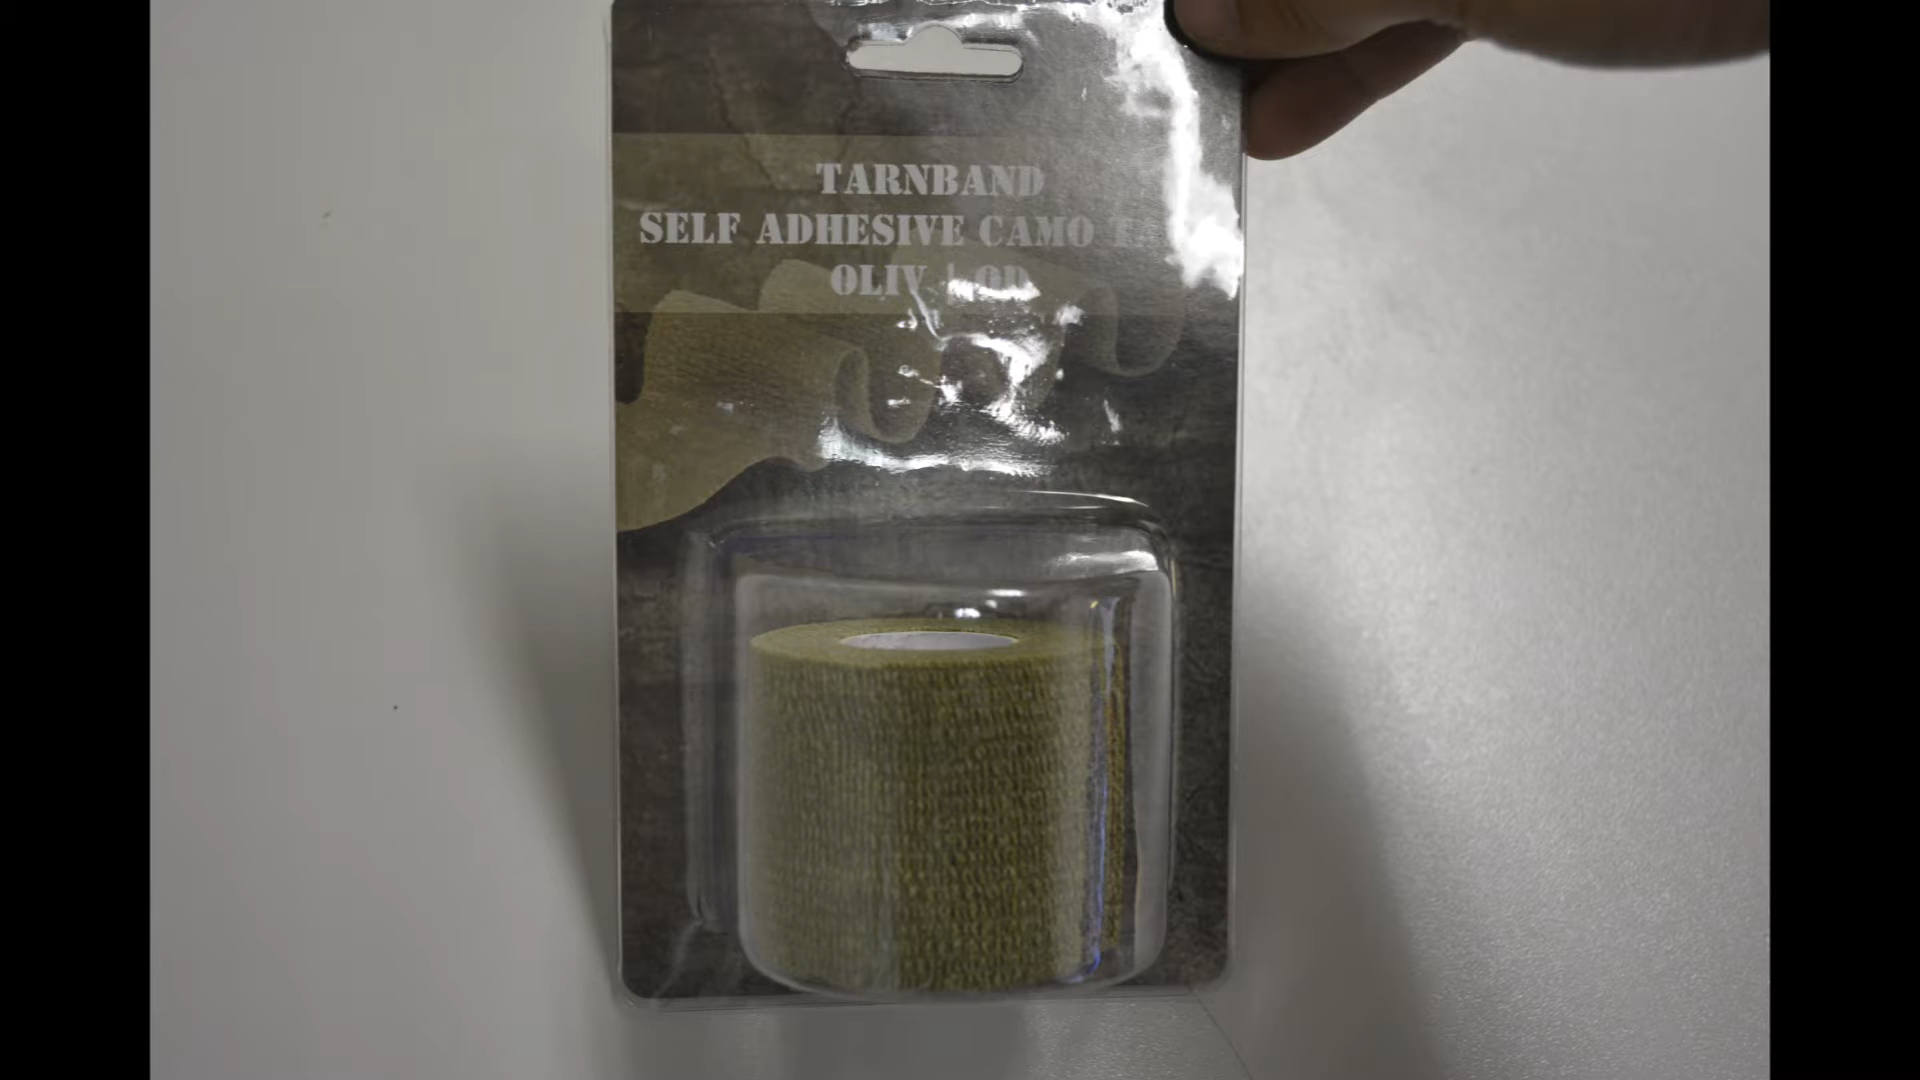 TARNBAND
SELF ADHESIVE CAMO
OLIV | OD